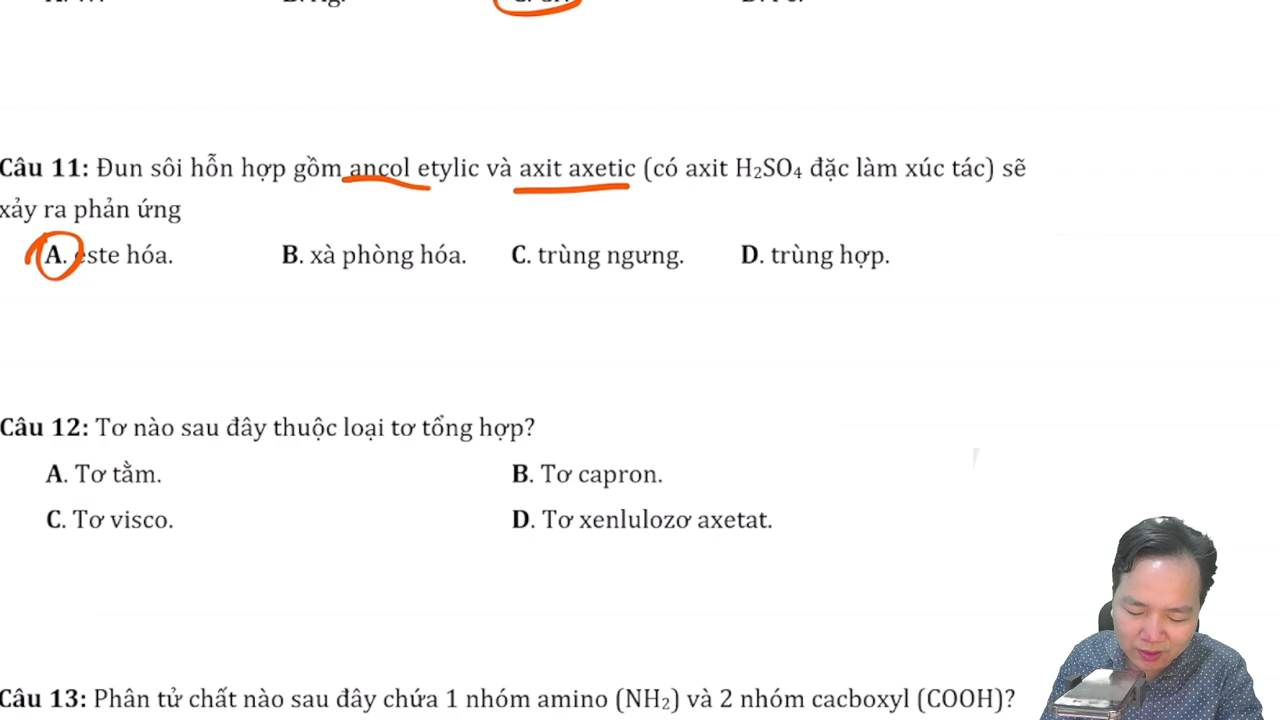 Câu 11: Đun sôi hỗn hợp gồm ancol etylic và axit axetic (có axit H₂SO₄ đặc làm xúc tác) sẽ
xảy ra phản ứng
A. este hóa. B. xà phòng hóa. C. trùng ngưng. D. trùng hợp.
Câu 12: Tơ nào sau đây thuộc loại tơ tổng hợp?
A. Tơ tằm. B. Tơ capron.
C. Tơ visco. D. Tơ xenlulozơ axetat.
Câu 13: Phân tử chất nào sau đây chứa 1 nhóm amino (NH₂) và 2 nhóm cacboxyl (COOH)?